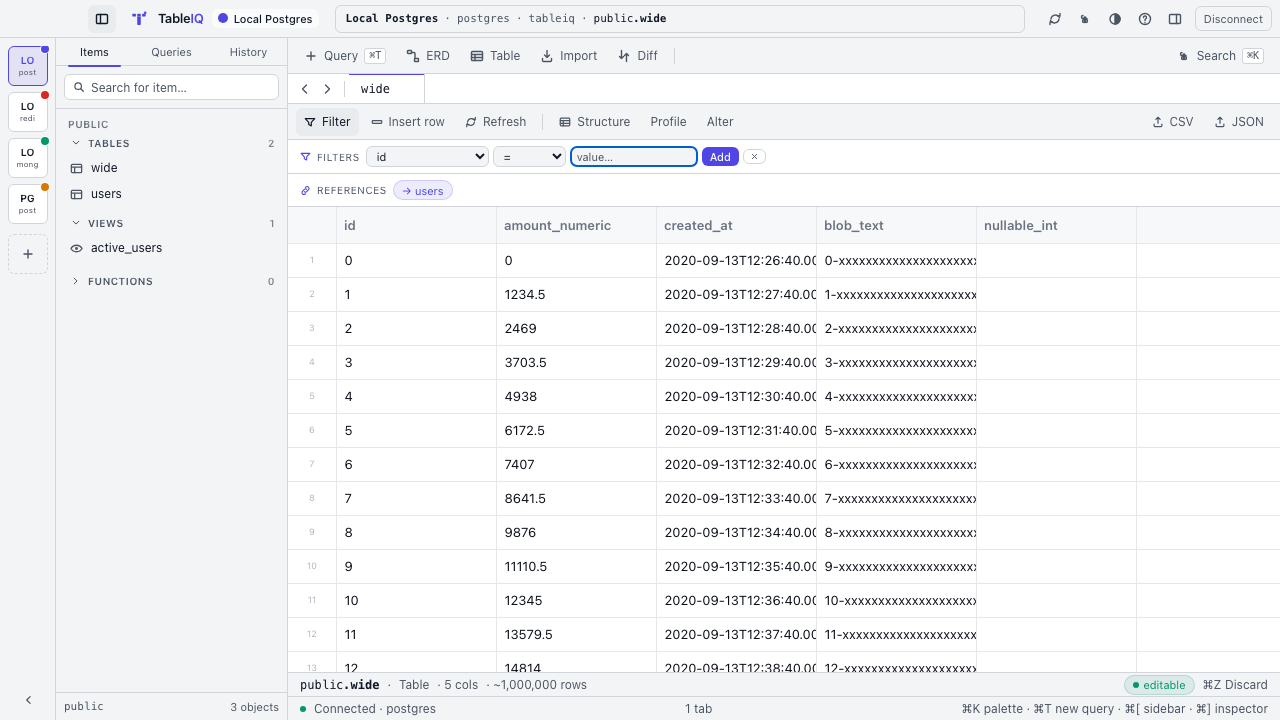 TableIQ Local Postgres Local Postgres · postgres · tableiq · public.wide Disconnect
LO post
LO redi
LO mong
PG post
Items Queries History
Search for item...
PUBLIC
TABLES 2
wide
users
VIEWS 1
active_users
FUNCTIONS 0
public 3 objects
Query ⌘T ERD Table Import Diff Search ⌘K
wide
Filter Insert row Refresh Structure Profile Alter CSV JSON
FILTERS id = value... Add ×
REFERENCES → users
id amount_numeric created_at blob_text nullable_int
1 0 0 2020-09-13T12:26:40.00 0-xxxxxxxxxxxxxxxxxxxxx
2 1 1234.5 2020-09-13T12:27:40.00 1-xxxxxxxxxxxxxxxxxxxxx
3 2 2469 2020-09-13T12:28:40.00 2-xxxxxxxxxxxxxxxxxxxxx
4 3 3703.5 2020-09-13T12:29:40.00 3-xxxxxxxxxxxxxxxxxxxxx
5 4 4938 2020-09-13T12:30:40.00 4-xxxxxxxxxxxxxxxxxxxxx
6 5 6172.5 2020-09-13T12:31:40.00 5-xxxxxxxxxxxxxxxxxxxxx
7 6 7407 2020-09-13T12:32:40.00 6-xxxxxxxxxxxxxxxxxxxxx
8 7 8641.5 2020-09-13T12:33:40.00 7-xxxxxxxxxxxxxxxxxxxxx
9 8 9876 2020-09-13T12:34:40.00 8-xxxxxxxxxxxxxxxxxxxxx
10 9 11110.5 2020-09-13T12:35:40.00 9-xxxxxxxxxxxxxxxxxxxxx
11 10 12345 2020-09-13T12:36:40.00 10-xxxxxxxxxxxxxxxxxxxx
12 11 13579.5 2020-09-13T12:37:40.00 11-xxxxxxxxxxxxxxxxxxxx
13 12 14814 2020-09-13T12:38:40.00 12-xxxxxxxxxxxxxxxxxxxx
public.wide · Table · 5 cols · ~1,000,000 rows editable ⌘Z Discard
Connected · postgres 1 tab ⌘K palette · ⌘T new query · ⌘[ sidebar · ⌘] inspector